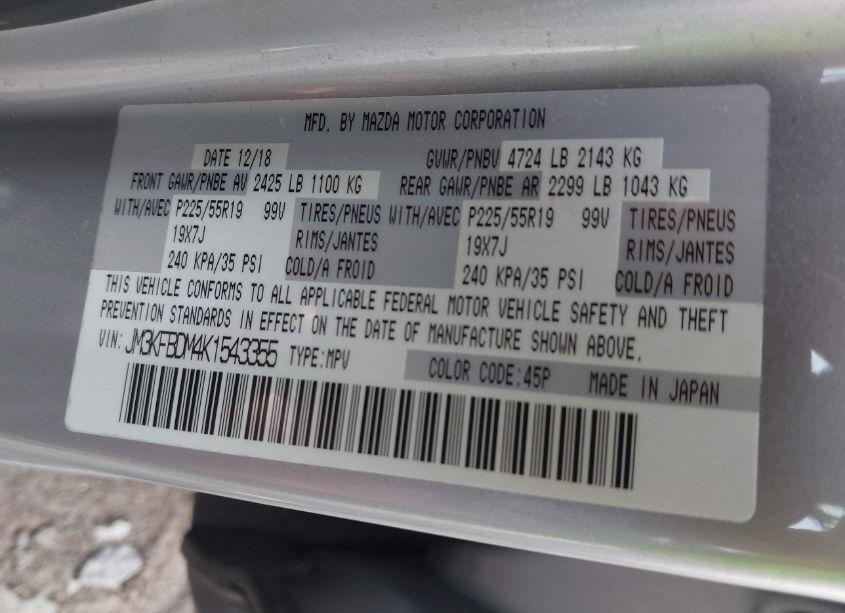 MFD. BY MAZDA MOTOR CORPORATION
DATE 12/18 GVWR/PNBV 4724 LB 2143 KG
FRONT GAWR/PNBE AV 2425 LB 1100 KG REAR GAWR/PNBE AR 2299 LB 1043 KG
WITH/AVEC P225/55R19 99V TIRES/PNEUS WITH/AVEC P225/55R19 99V TIRES/PNEUS
19X7J RIMS/JANTES 19X7J RIMS/JANTES
240 KPA/35 PSI COLD/A FROID 240 KPA/35 PSI COLD/A FROID
THIS VEHICLE CONFORMS TO ALL APPLICABLE FEDERAL MOTOR VEHICLE SAFETY AND THEFT
PREVENTION STANDARDS IN EFFECT ON THE DATE OF MANUFACTURE SHOWN ABOVE.
VIN: JM3KFBDM4K1543355 TYPE:MPV COLOR CODE:45P MADE IN JAPAN